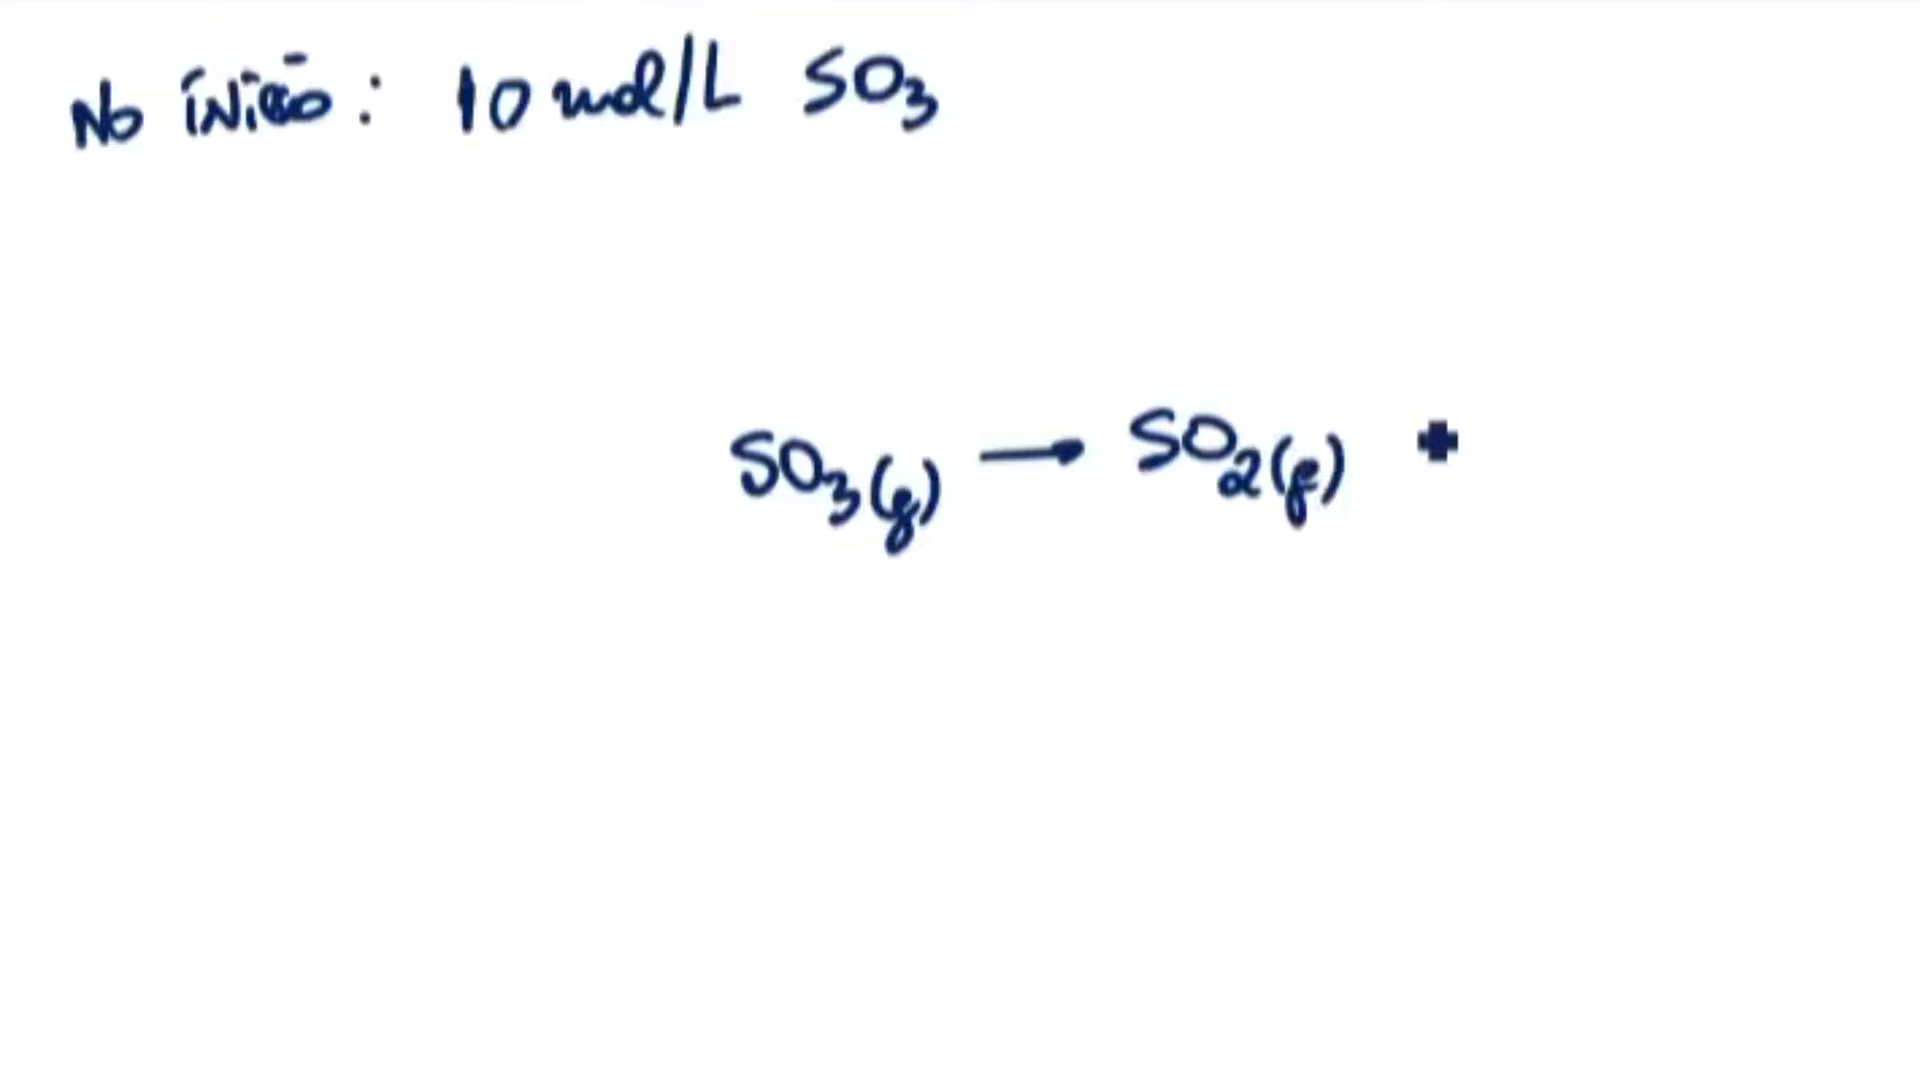 No início: 10 mol/L SO₃
SO₃(g) → SO₂(g) +